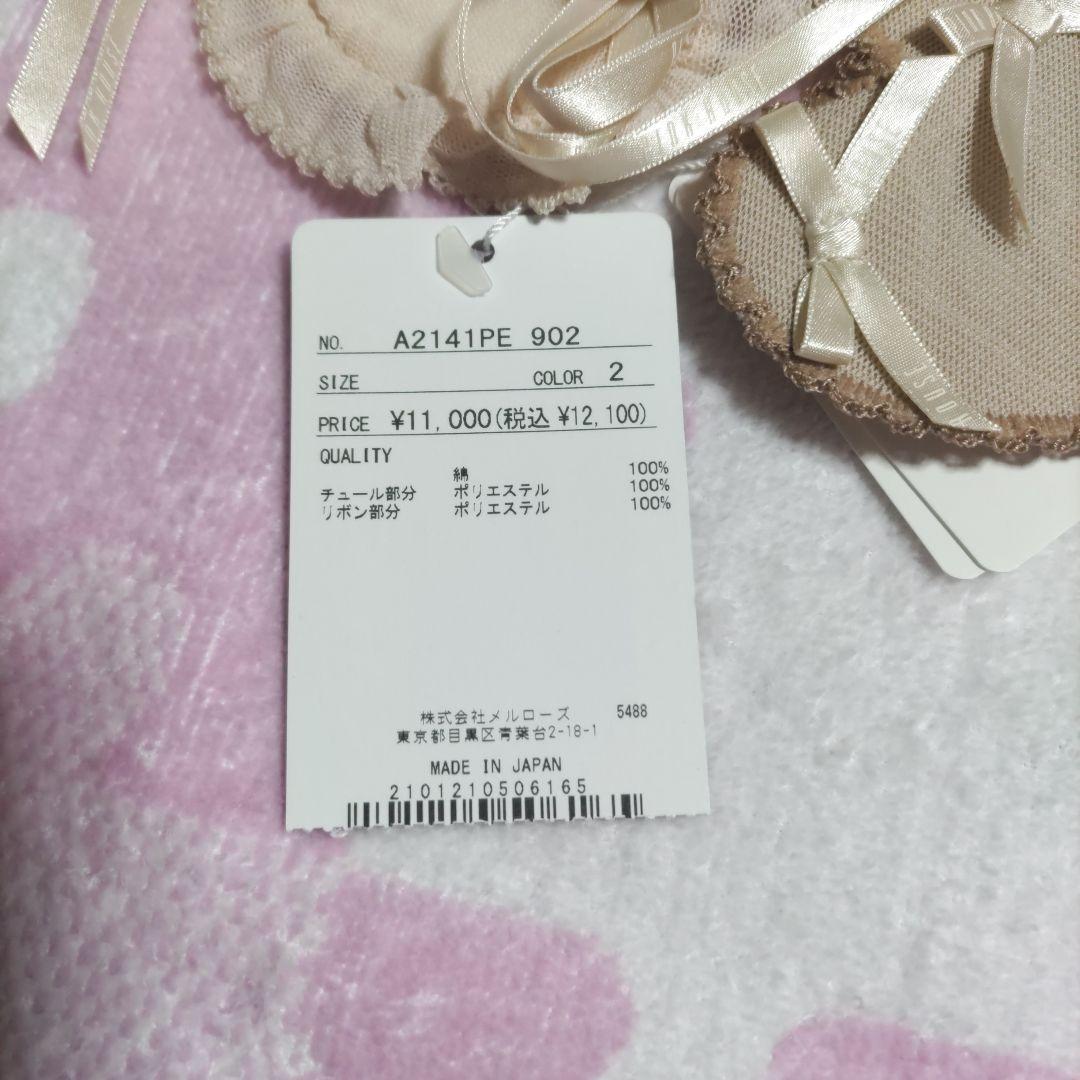 NO. A2141PE 902
SIZE COLOR 2
PRICE ¥11,000(税込 ¥12,100)
QUALITY
綿 100%
チュール部分 ポリエステル 100%
リボン部分 ポリエステル 100%
株式会社メルローズ 5488
東京都目黒区青葉台2-18-1
MADE IN JAPAN
2101210506165